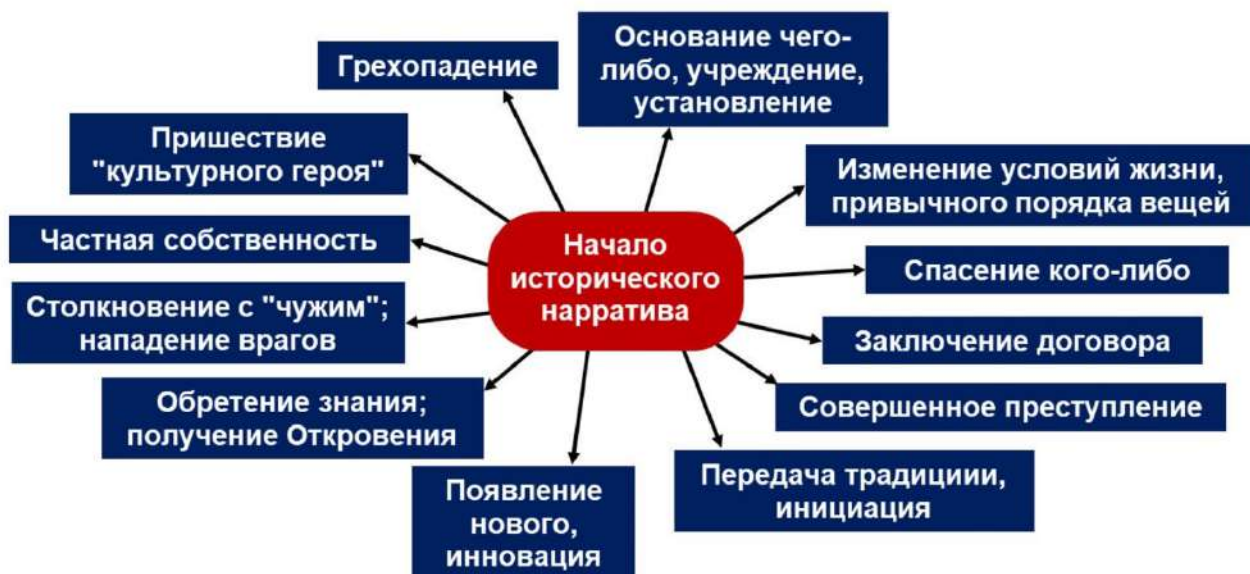 Грехопадение
Основание чего-
либо, учреждение,
установление
Пришествие
"культурного героя"
Изменение условий жизни,
привычного порядка вещей
Частная собственность
Начало
исторического
нарратива
Спасение кого-либо
Столкновение с "чужим";
нападение врагов
Заключение договора
Обретение знания;
получение Откровения
Совершенное преступление
Появление
нового,
инновация
Передача традициии,
инициация